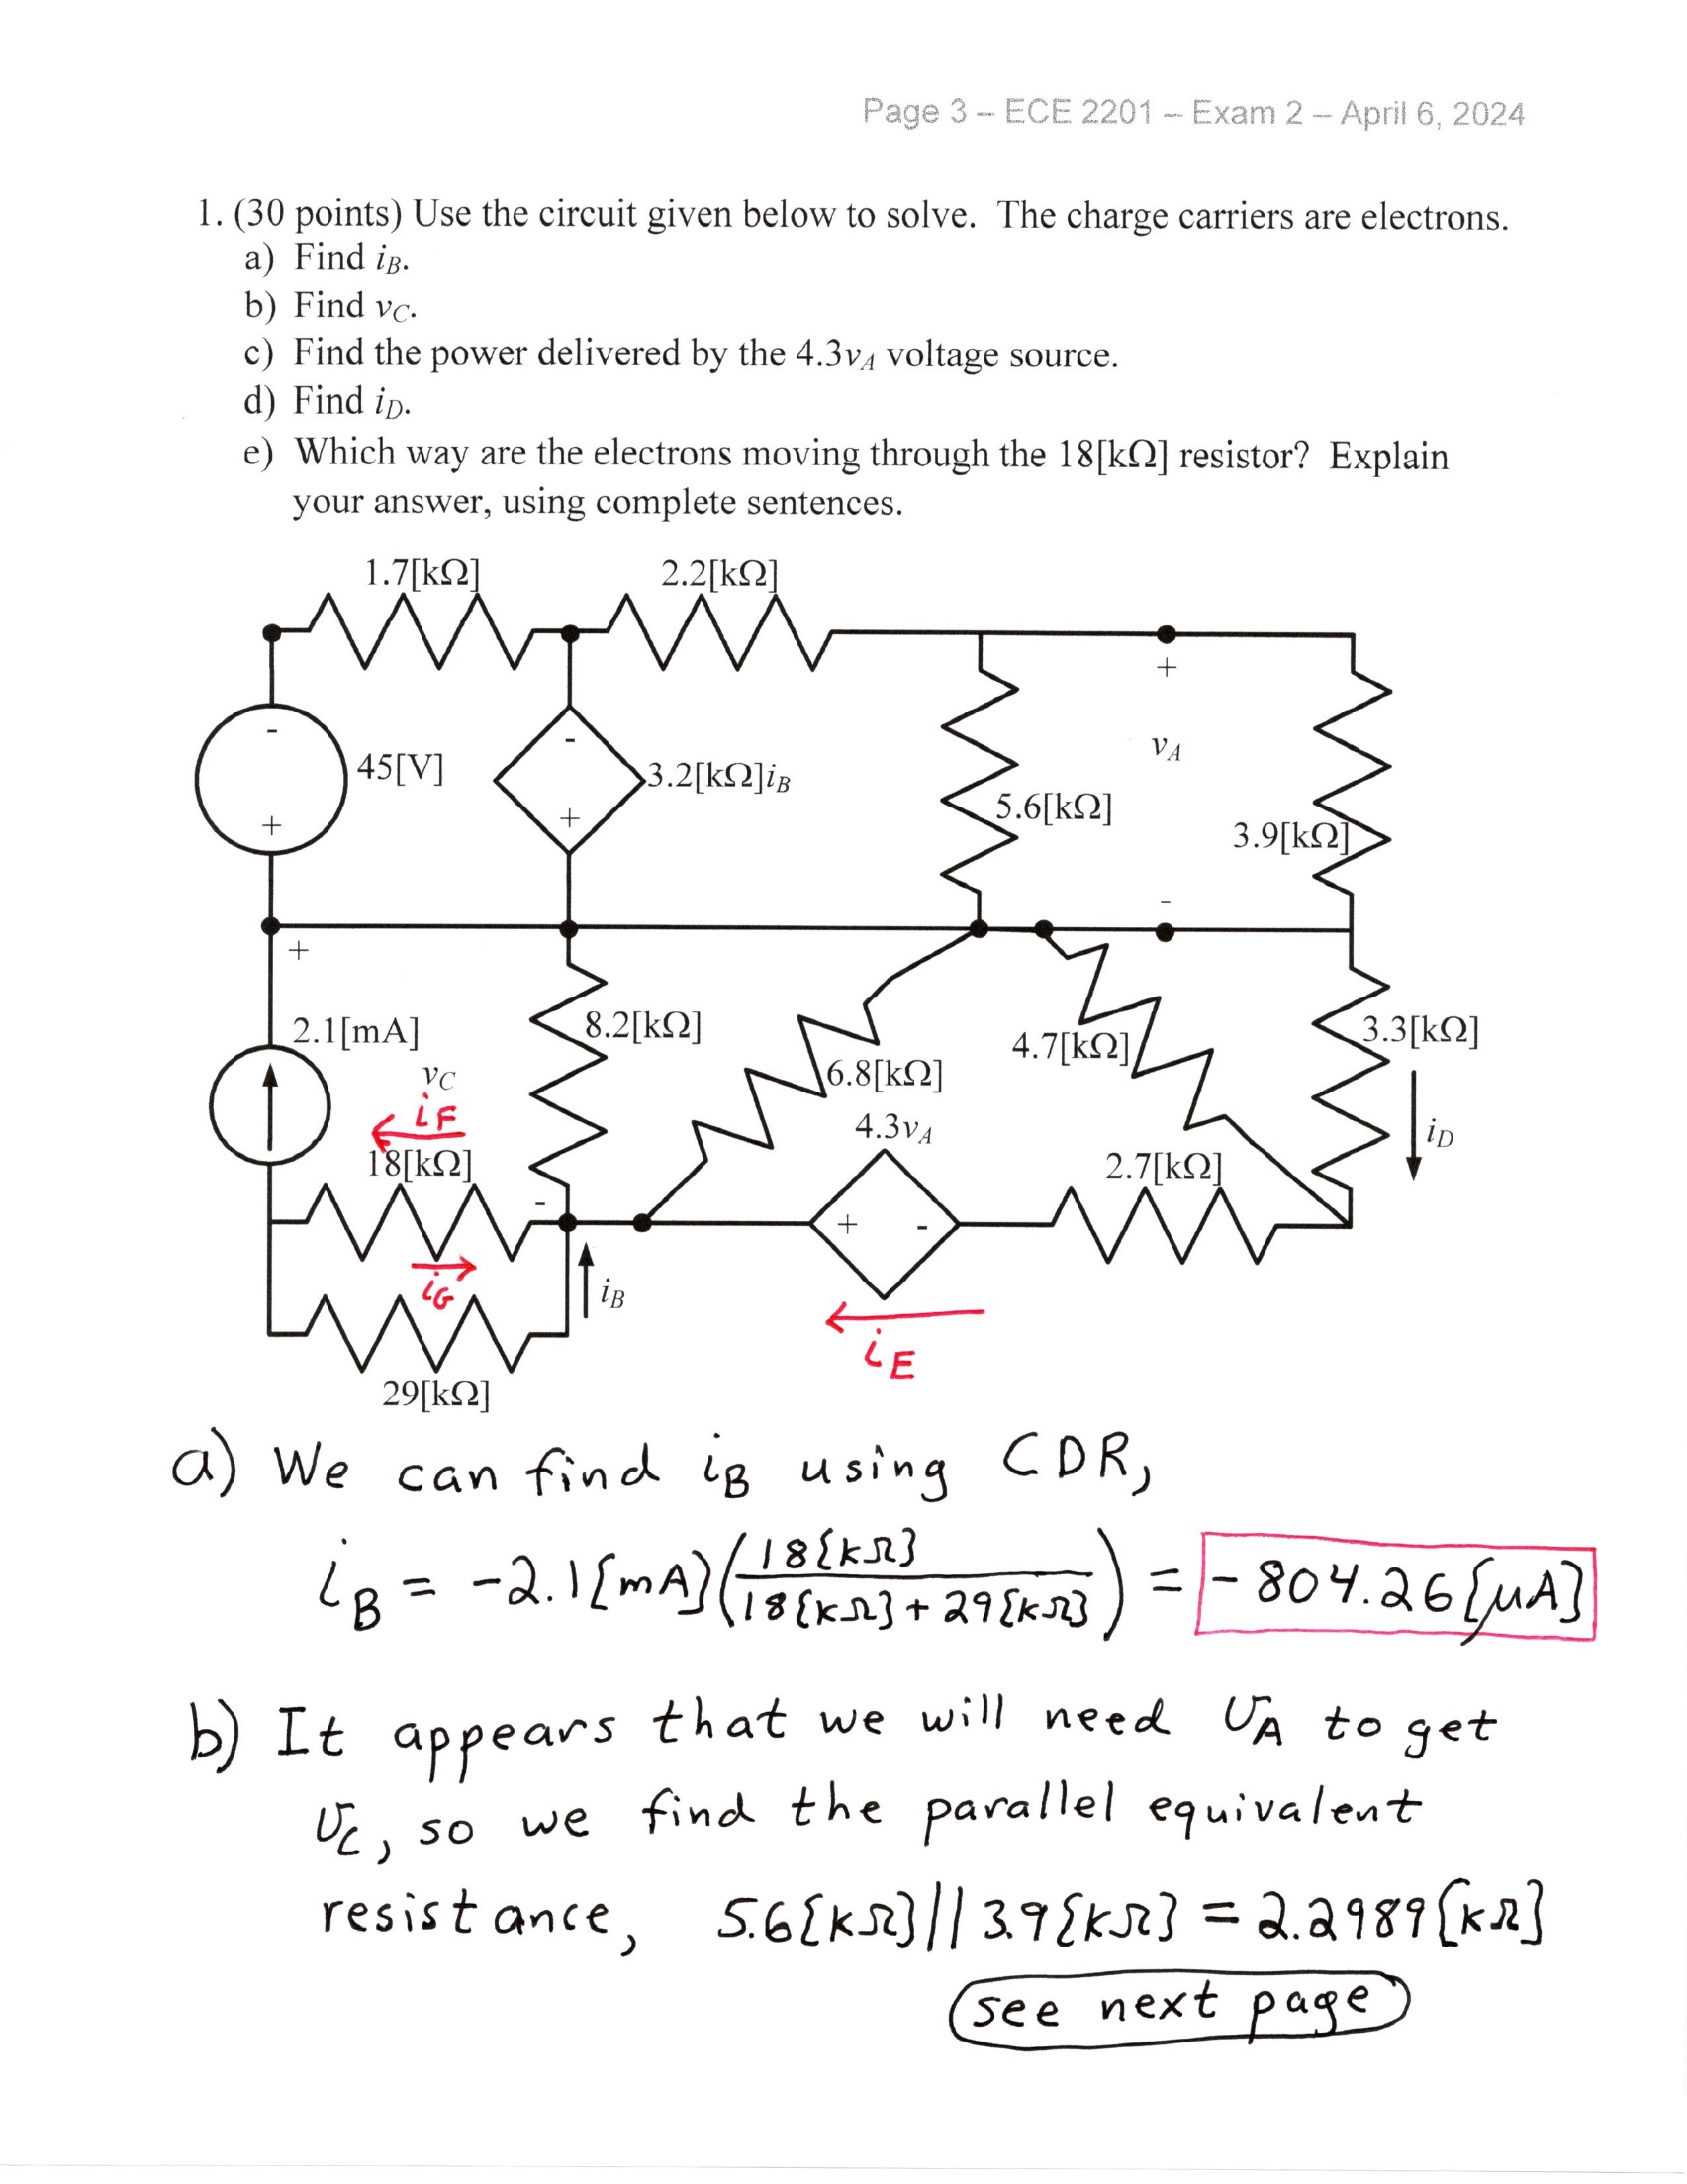 Page 3 – ECE 2201 – Exam 2 – April 6, 2024
1. (30 points) Use the circuit given below to solve. The charge carriers are electrons.
a) Find iB.
b) Find vC.
c) Find the power delivered by the 4.3vA voltage source.
d) Find iD.
e) Which way are the electrons moving through the 18[kΩ] resistor? Explain
your answer, using complete sentences.
1.7[kΩ]
2.2[kΩ]
+
-
-
45[V]
3.2[kΩ]iB
vA
5.6[kΩ]
+
+
3.9[kΩ]
-
+
2.1[mA]
8.2[kΩ]
4.7[kΩ]
3.3[kΩ]
vC
6.8[kΩ]
iF
4.3vA
iD
18[kΩ]
2.7[kΩ]
-
+
-
iG
iB
iE
29[kΩ]
a) We can find iB using CDR,
iB = -2.1[mA](18[kΩ] / 18[kΩ] + 29[kΩ]) = -804.26[μA]
b) It appears that we will need vA to get
vC, so we find the parallel equivalent
resistance, 5.6[kΩ] || 3.9[kΩ] = 2.2989[kΩ]
see next page